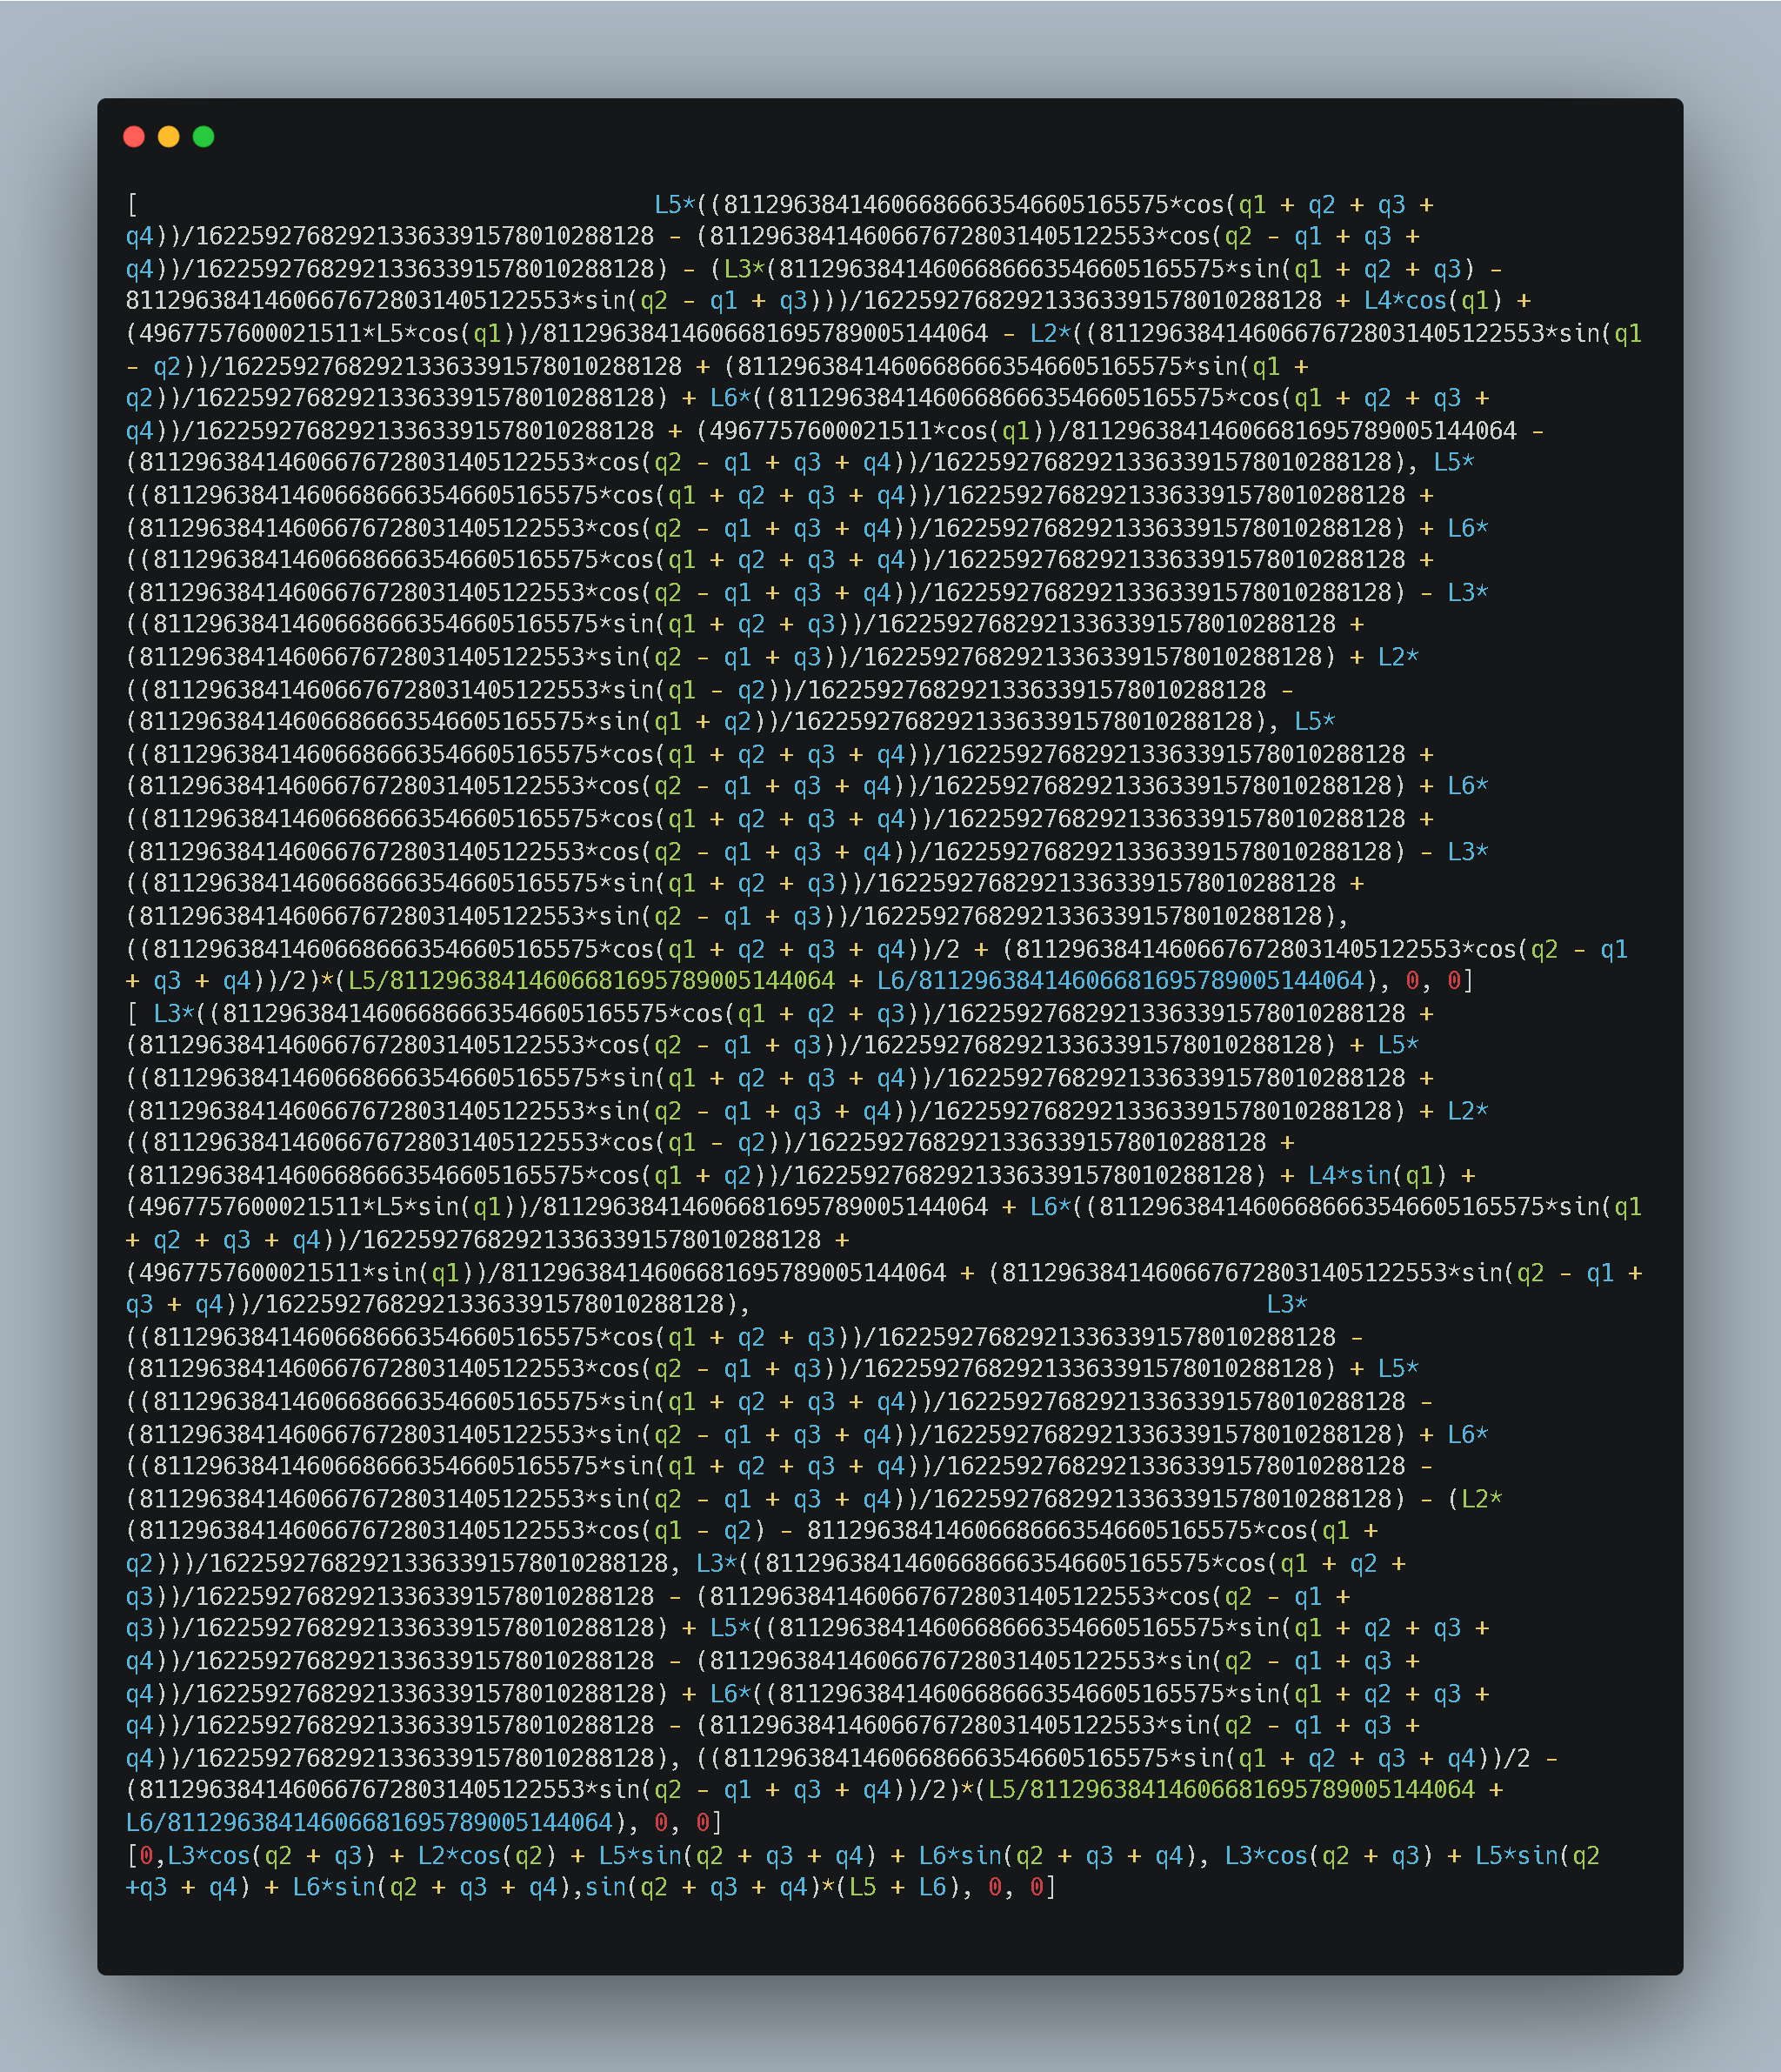 [                                     L5*((8112963841460668666354660516​5575*cos(q1 + q2 + q3 +
q4))/16225927682921336339157801028​8128 - (8112963841460667672803140512​2553*cos(q2 - q1 + q3 +
q4))/162259276829213363391578010288128) - (L3*(81129638414606686663546605165575*sin(q1 + q2 + q3) -
81129638414606676728031405122553*sin(q2 - q1 + q3)))/162259276829213363391578010288128 + L4*cos(q1) +
(4967757600021511*L5*cos(q1))/81129638414606681695789005144064 - L2*((81129638414606676728031405122553*sin(q1
- q2))/162259276829213363391578010288128 + (81129638414606686663546605165575*sin(q1 +
q2))/162259276829213363391578010288128) + L6*((81129638414606686663546605165575*cos(q1 + q2 + q3 +
q4))/162259276829213363391578010288128 + (4967757600021511*cos(q1))/81129638414606681695789005144064 -
(81129638414606676728031405122553*cos(q2 - q1 + q3 + q4))/162259276829213363391578010288128), L5*
((81129638414606686663546605165575*cos(q1 + q2 + q3 + q4))/162259276829213363391578010288128 +
(81129638414606676728031405122553*cos(q2 - q1 + q3 + q4))/162259276829213363391578010288128) + L6*
((81129638414606686663546605165575*cos(q1 + q2 + q3 + q4))/162259276829213363391578010288128 +
(81129638414606676728031405122553*cos(q2 - q1 + q3 + q4))/162259276829213363391578010288128) - L3*
((81129638414606686663546605165575*sin(q1 + q2 + q3))/162259276829213363391578010288128 +
(81129638414606676728031405122553*sin(q2 - q1 + q3))/162259276829213363391578010288128) + L2*
((81129638414606676728031405122553*sin(q1 - q2))/162259276829213363391578010288128 -
(81129638414606686663546605165575*sin(q1 + q2))/162259276829213363391578010288128), L5*
((81129638414606686663546605165575*cos(q1 + q2 + q3 + q4))/162259276829213363391578010288128 +
(81129638414606676728031405122553*cos(q2 - q1 + q3 + q4))/162259276829213363391578010288128) + L6*
((81129638414606686663546605165575*cos(q1 + q2 + q3 + q4))/162259276829213363391578010288128 +
(81129638414606676728031405122553*cos(q2 - q1 + q3 + q4))/162259276829213363391578010288128) - L3*
((81129638414606686663546605165575*sin(q1 + q2 + q3))/162259276829213363391578010288128 +
(81129638414606676728031405122553*sin(q2 - q1 + q3))/162259276829213363391578010288128),
((81129638414606686663546605165575*cos(q1 + q2 + q3 + q4))/2 + (81129638414606676728031405122553*cos(q2 - q1
+ q3 + q4))/2)*(L5/81129638414606681695789005144064 + L6/81129638414606681695789005144064), 0, 0]
[ L3*((81129638414606686663546605165575*cos(q1 + q2 + q3))/162259276829213363391578010288128 +
(81129638414606676728031405122553*cos(q2 - q1 + q3))/162259276829213363391578010288128) + L5*
((81129638414606686663546605165575*sin(q1 + q2 + q3 + q4))/162259276829213363391578010288128 +
(81129638414606676728031405122553*sin(q2 - q1 + q3 + q4))/162259276829213363391578010288128) + L2*
((81129638414606676728031405122553*cos(q1 - q2))/162259276829213363391578010288128 +
(81129638414606686663546605165575*cos(q1 + q2))/162259276829213363391578010288128) + L4*sin(q1) +
(4967757600021511*L5*sin(q1))/81129638414606681695789005144064 + L6*((81129638414606686663546605165575*sin(q1
+ q2 + q3 + q4))/162259276829213363391578010288128 +
(4967757600021511*sin(q1))/81129638414606681695789005144064 + (81129638414606676728031405122553*sin(q2 - q1 +
q3 + q4))/162259276829213363391578010288128),                                     L3*
((81129638414606686663546605165575*cos(q1 + q2 + q3))/162259276829213363391578010288128 -
(81129638414606676728031405122553*cos(q2 - q1 + q3))/162259276829213363391578010288128) + L5*
((81129638414606686663546605165575*sin(q1 + q2 + q3 + q4))/162259276829213363391578010288128 -
(81129638414606676728031405122553*sin(q2 - q1 + q3 + q4))/162259276829213363391578010288128) + L6*
((81129638414606686663546605165575*sin(q1 + q2 + q3 + q4))/162259276829213363391578010288128 -
(81129638414606676728031405122553*sin(q2 - q1 + q3 + q4))/162259276829213363391578010288128) - (L2*
(81129638414606676728031405122553*cos(q1 - q2) - 81129638414606686663546605165575*cos(q1 +
q2)))/162259276829213363391578010288128, L3*((81129638414606686663546605165575*cos(q1 + q2 +
q3))/162259276829213363391578010288128 - (81129638414606676728031405122553*cos(q2 - q1 +
q3))/162259276829213363391578010288128) + L5*((81129638414606686663546605165575*sin(q1 + q2 + q3 +
q4))/162259276829213363391578010288128 - (81129638414606676728031405122553*sin(q2 - q1 + q3 +
q4))/162259276829213363391578010288128) + L6*((81129638414606686663546605165575*sin(q1 + q2 + q3 +
q4))/162259276829213363391578010288128 - (81129638414606676728031405122553*sin(q2 - q1 + q3 +
q4))/162259276829213363391578010288128), ((81129638414606686663546605165575*sin(q1 + q2 + q3 + q4))/2 -
(81129638414606676728031405122553*sin(q2 - q1 + q3 + q4))/2)*(L5/81129638414606681695789005144064 +
L6/81129638414606681695789005144064), 0, 0]
[0,L3*cos(q2 + q3) + L2*cos(q2) + L5*sin(q2 + q3 + q4) + L6*sin(q2 + q3 + q4), L3*cos(q2 + q3) + L5*sin(q2
+q3 + q4) + L6*sin(q2 + q3 + q4),sin(q2 + q3 + q4)*(L5 + L6), 0, 0]